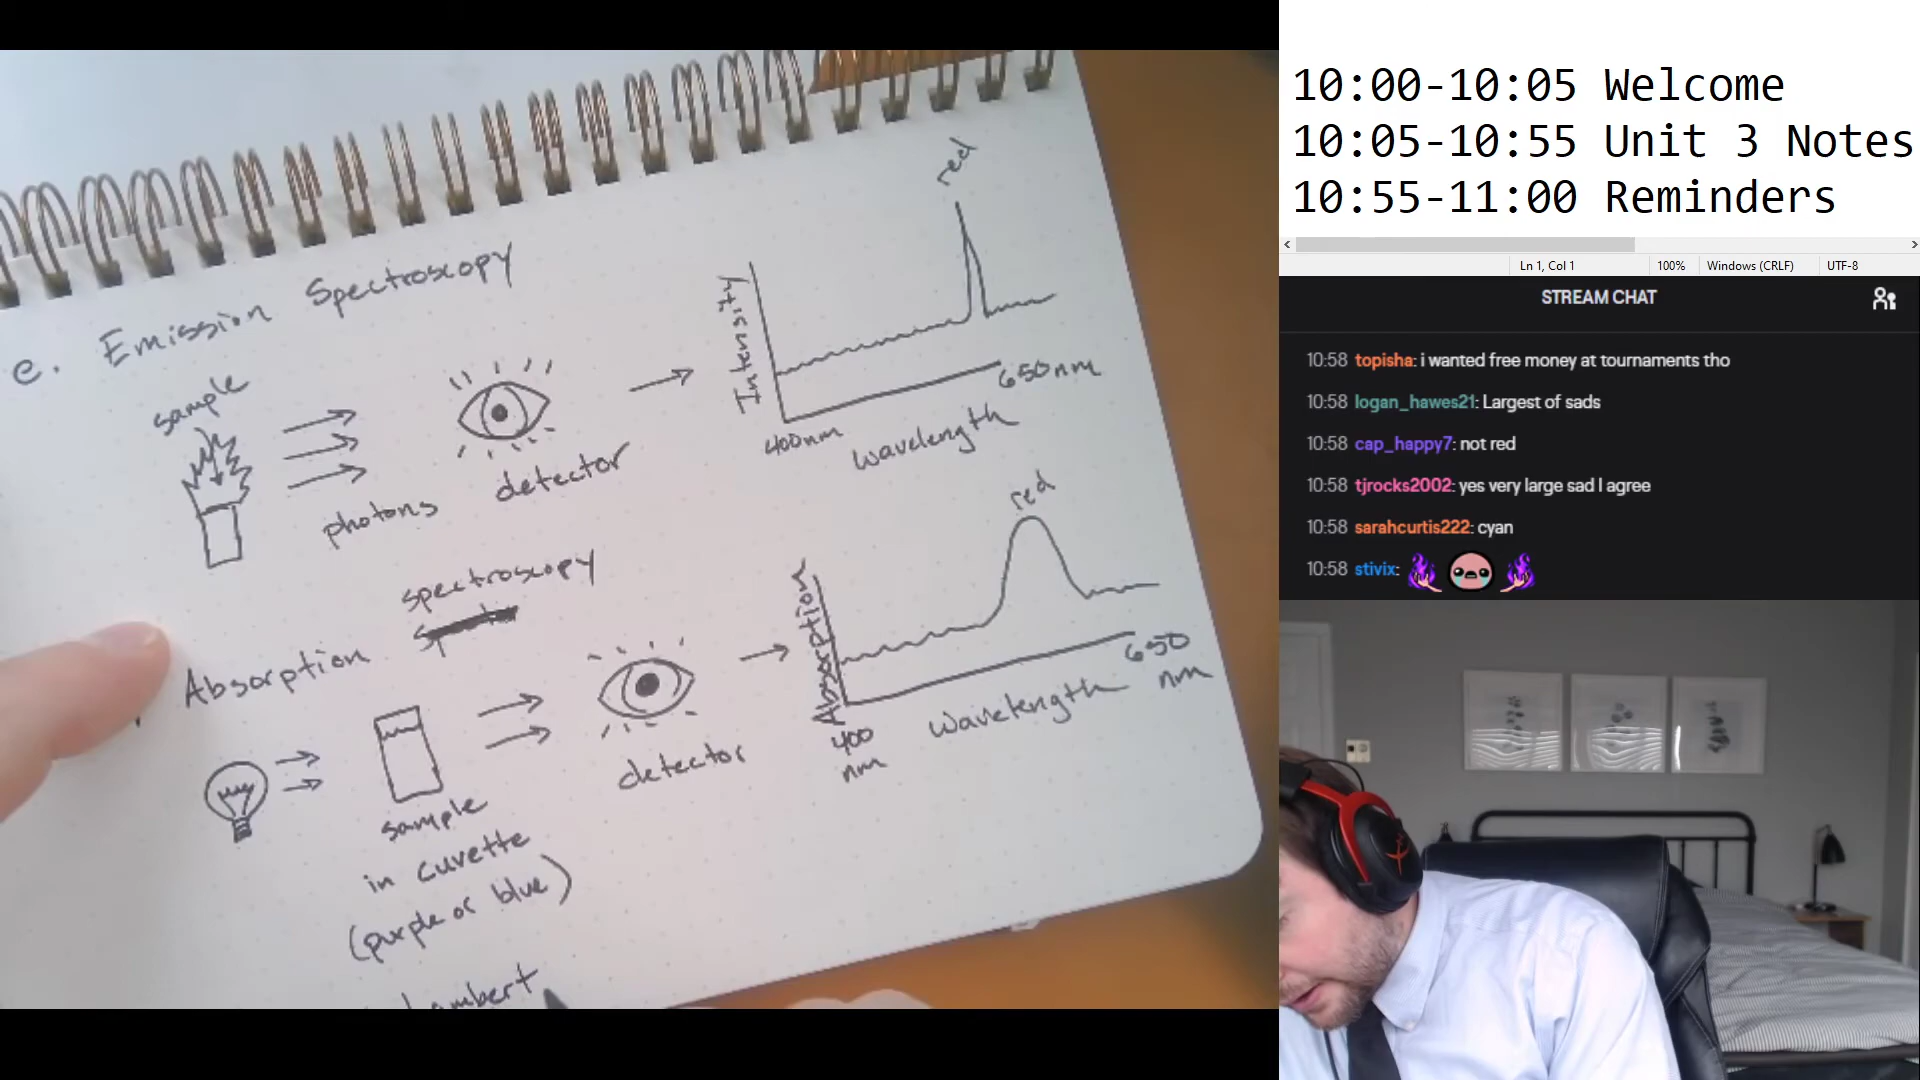 e. Emission Spectroscopy
sample
photons
detector
Intensity
red
400nm
650nm
wavelength
Absorption
spectroscopy
sample
in cuvette
(purple or blue)
detector
Absorption
red
400
nm
650
nm
wavelength
Lambert
10:00-10:05 Welcome
10:05-10:55 Unit 3 Notes
10:55-11:00 Reminders
Ln 1, Col 1
100%
Windows (CRLF)
UTF-8
STREAM CHAT
10:58 topisha: i wanted free money at tournaments tho
10:58 logan_hawes21: Largest of sads
10:58 cap_happy7: not red
10:58 tjrocks2002: yes very large sad I agree
10:58 sarahcurtis222: cyan
10:58 stivix: